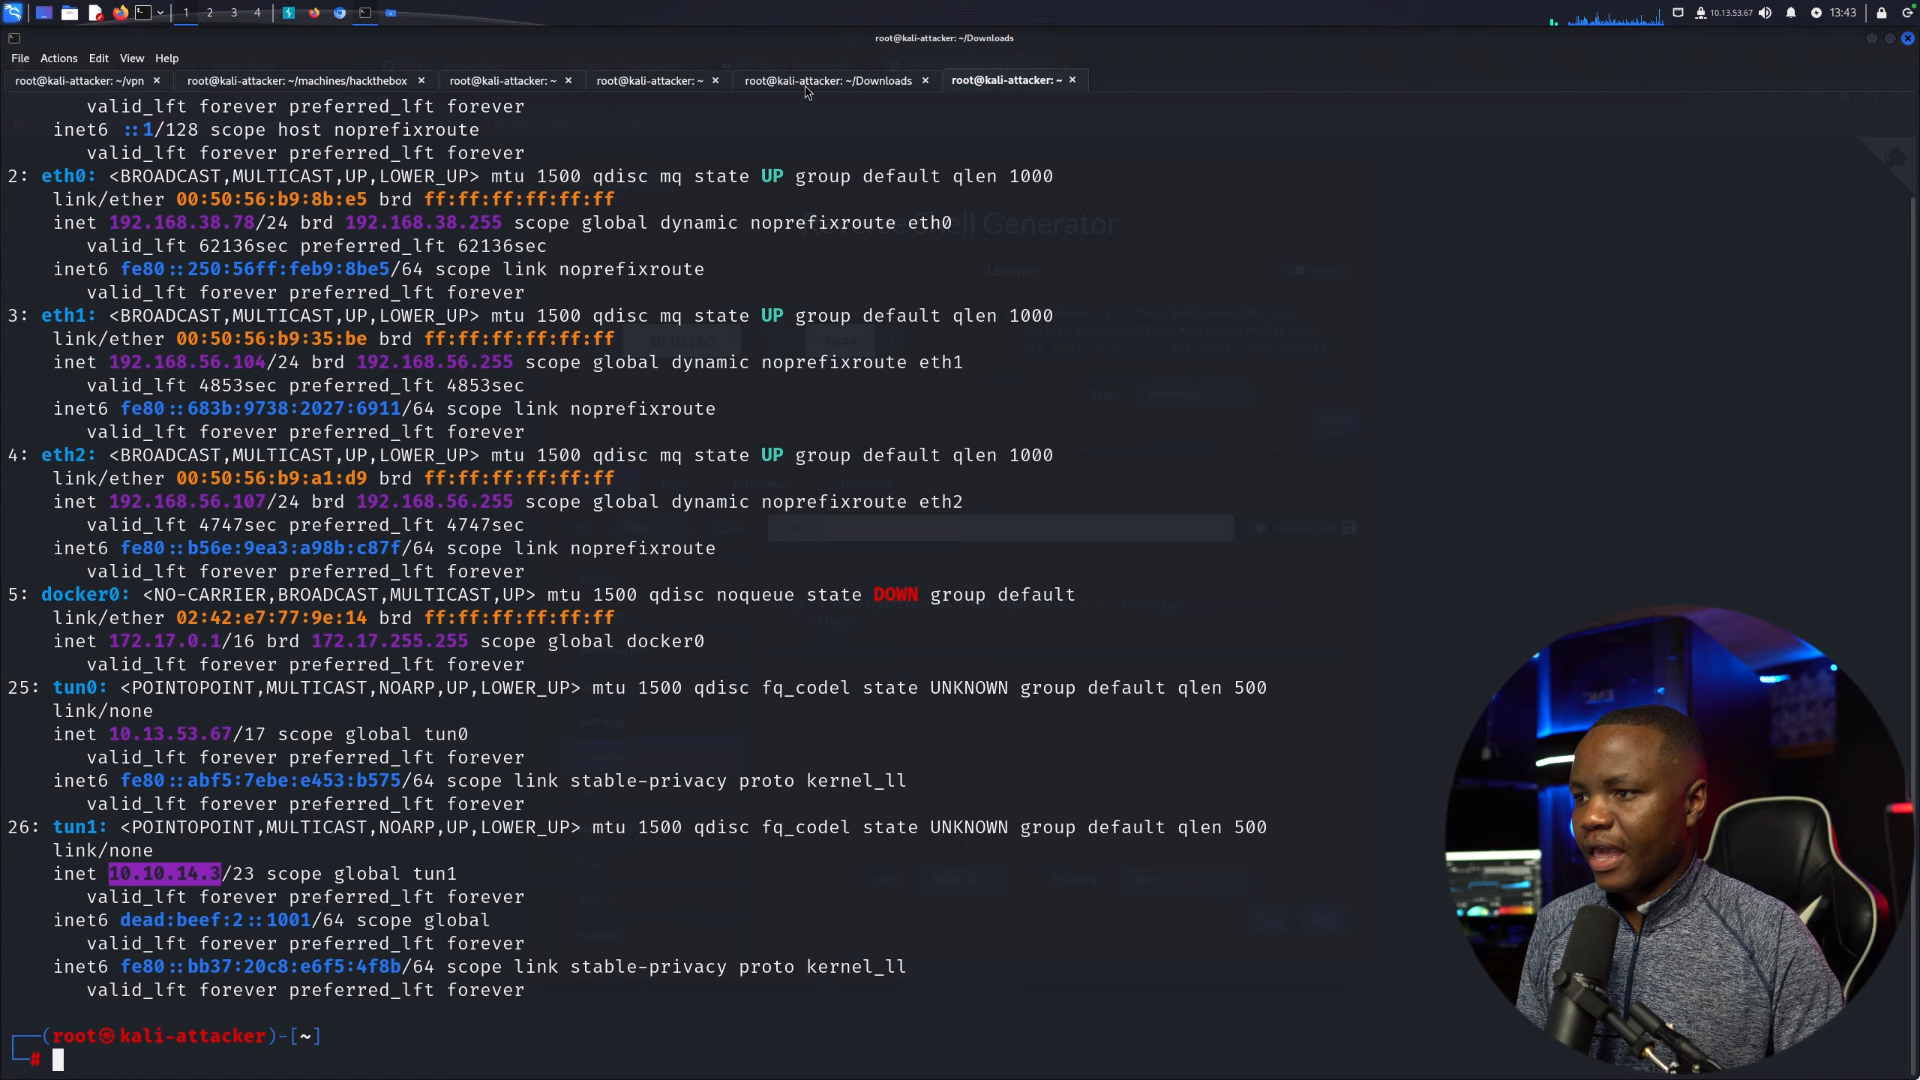 1 2 3 4 10.13.53.67 13:43
root@kali-attacker: ~/Downloads
File Actions Edit View Help
root@kali-attacker: ~/vpn × root@kali-attacker: ~/machines/hackthebox × root@kali-attacker: ~ × root@kali-attacker: ~ × root@kali-attacker: ~/Downloads × root@kali-attacker: ~ ×
valid_lft forever preferred_lft forever
inet6 ::1/128 scope host noprefixroute
valid_lft forever preferred_lft forever
2: eth0: <BROADCAST,MULTICAST,UP,LOWER_UP> mtu 1500 qdisc mq state UP group default qlen 1000
link/ether 00:50:56:b9:8b:e5 brd ff:ff:ff:ff:ff:ff
inet 192.168.38.78/24 brd 192.168.38.255 scope global dynamic noprefixroute eth0
valid_lft 62136sec preferred_lft 62136sec
inet6 fe80::250:56ff:feb9:8be5/64 scope link noprefixroute
valid_lft forever preferred_lft forever
3: eth1: <BROADCAST,MULTICAST,UP,LOWER_UP> mtu 1500 qdisc mq state UP group default qlen 1000
link/ether 00:50:56:b9:35:be brd ff:ff:ff:ff:ff:ff
inet 192.168.56.104/24 brd 192.168.56.255 scope global dynamic noprefixroute eth1
valid_lft 4853sec preferred_lft 4853sec
inet6 fe80::683b:9738:2027:6911/64 scope link noprefixroute
valid_lft forever preferred_lft forever
4: eth2: <BROADCAST,MULTICAST,UP,LOWER_UP> mtu 1500 qdisc mq state UP group default qlen 1000
link/ether 00:50:56:b9:a1:d9 brd ff:ff:ff:ff:ff:ff
inet 192.168.56.107/24 brd 192.168.56.255 scope global dynamic noprefixroute eth2
valid_lft 4747sec preferred_lft 4747sec
inet6 fe80::b56e:9ea3:a98b:c87f/64 scope link noprefixroute
valid_lft forever preferred_lft forever
5: docker0: <NO-CARRIER,BROADCAST,MULTICAST,UP> mtu 1500 qdisc noqueue state DOWN group default
link/ether 02:42:e7:77:9e:14 brd ff:ff:ff:ff:ff:ff
inet 172.17.0.1/16 brd 172.17.255.255 scope global docker0
valid_lft forever preferred_lft forever
25: tun0: <POINTOPOINT,MULTICAST,NOARP,UP,LOWER_UP> mtu 1500 qdisc fq_codel state UNKNOWN group default qlen 500
link/none
inet 10.13.53.67/17 scope global tun0
valid_lft forever preferred_lft forever
inet6 fe80::abf5:7ebe:e453:b575/64 scope link stable-privacy proto kernel_ll
valid_lft forever preferred_lft forever
26: tun1: <POINTOPOINT,MULTICAST,NOARP,UP,LOWER_UP> mtu 1500 qdisc fq_codel state UNKNOWN group default qlen 500
link/none
inet 10.10.14.3/23 scope global tun1
valid_lft forever preferred_lft forever
inet6 dead:beef:2::1001/64 scope global
valid_lft forever preferred_lft forever
inet6 fe80::bb37:20c8:e6f5:4f8b/64 scope link stable-privacy proto kernel_ll
valid_lft forever preferred_lft forever
(root㉿kali-attacker)-[~]
#